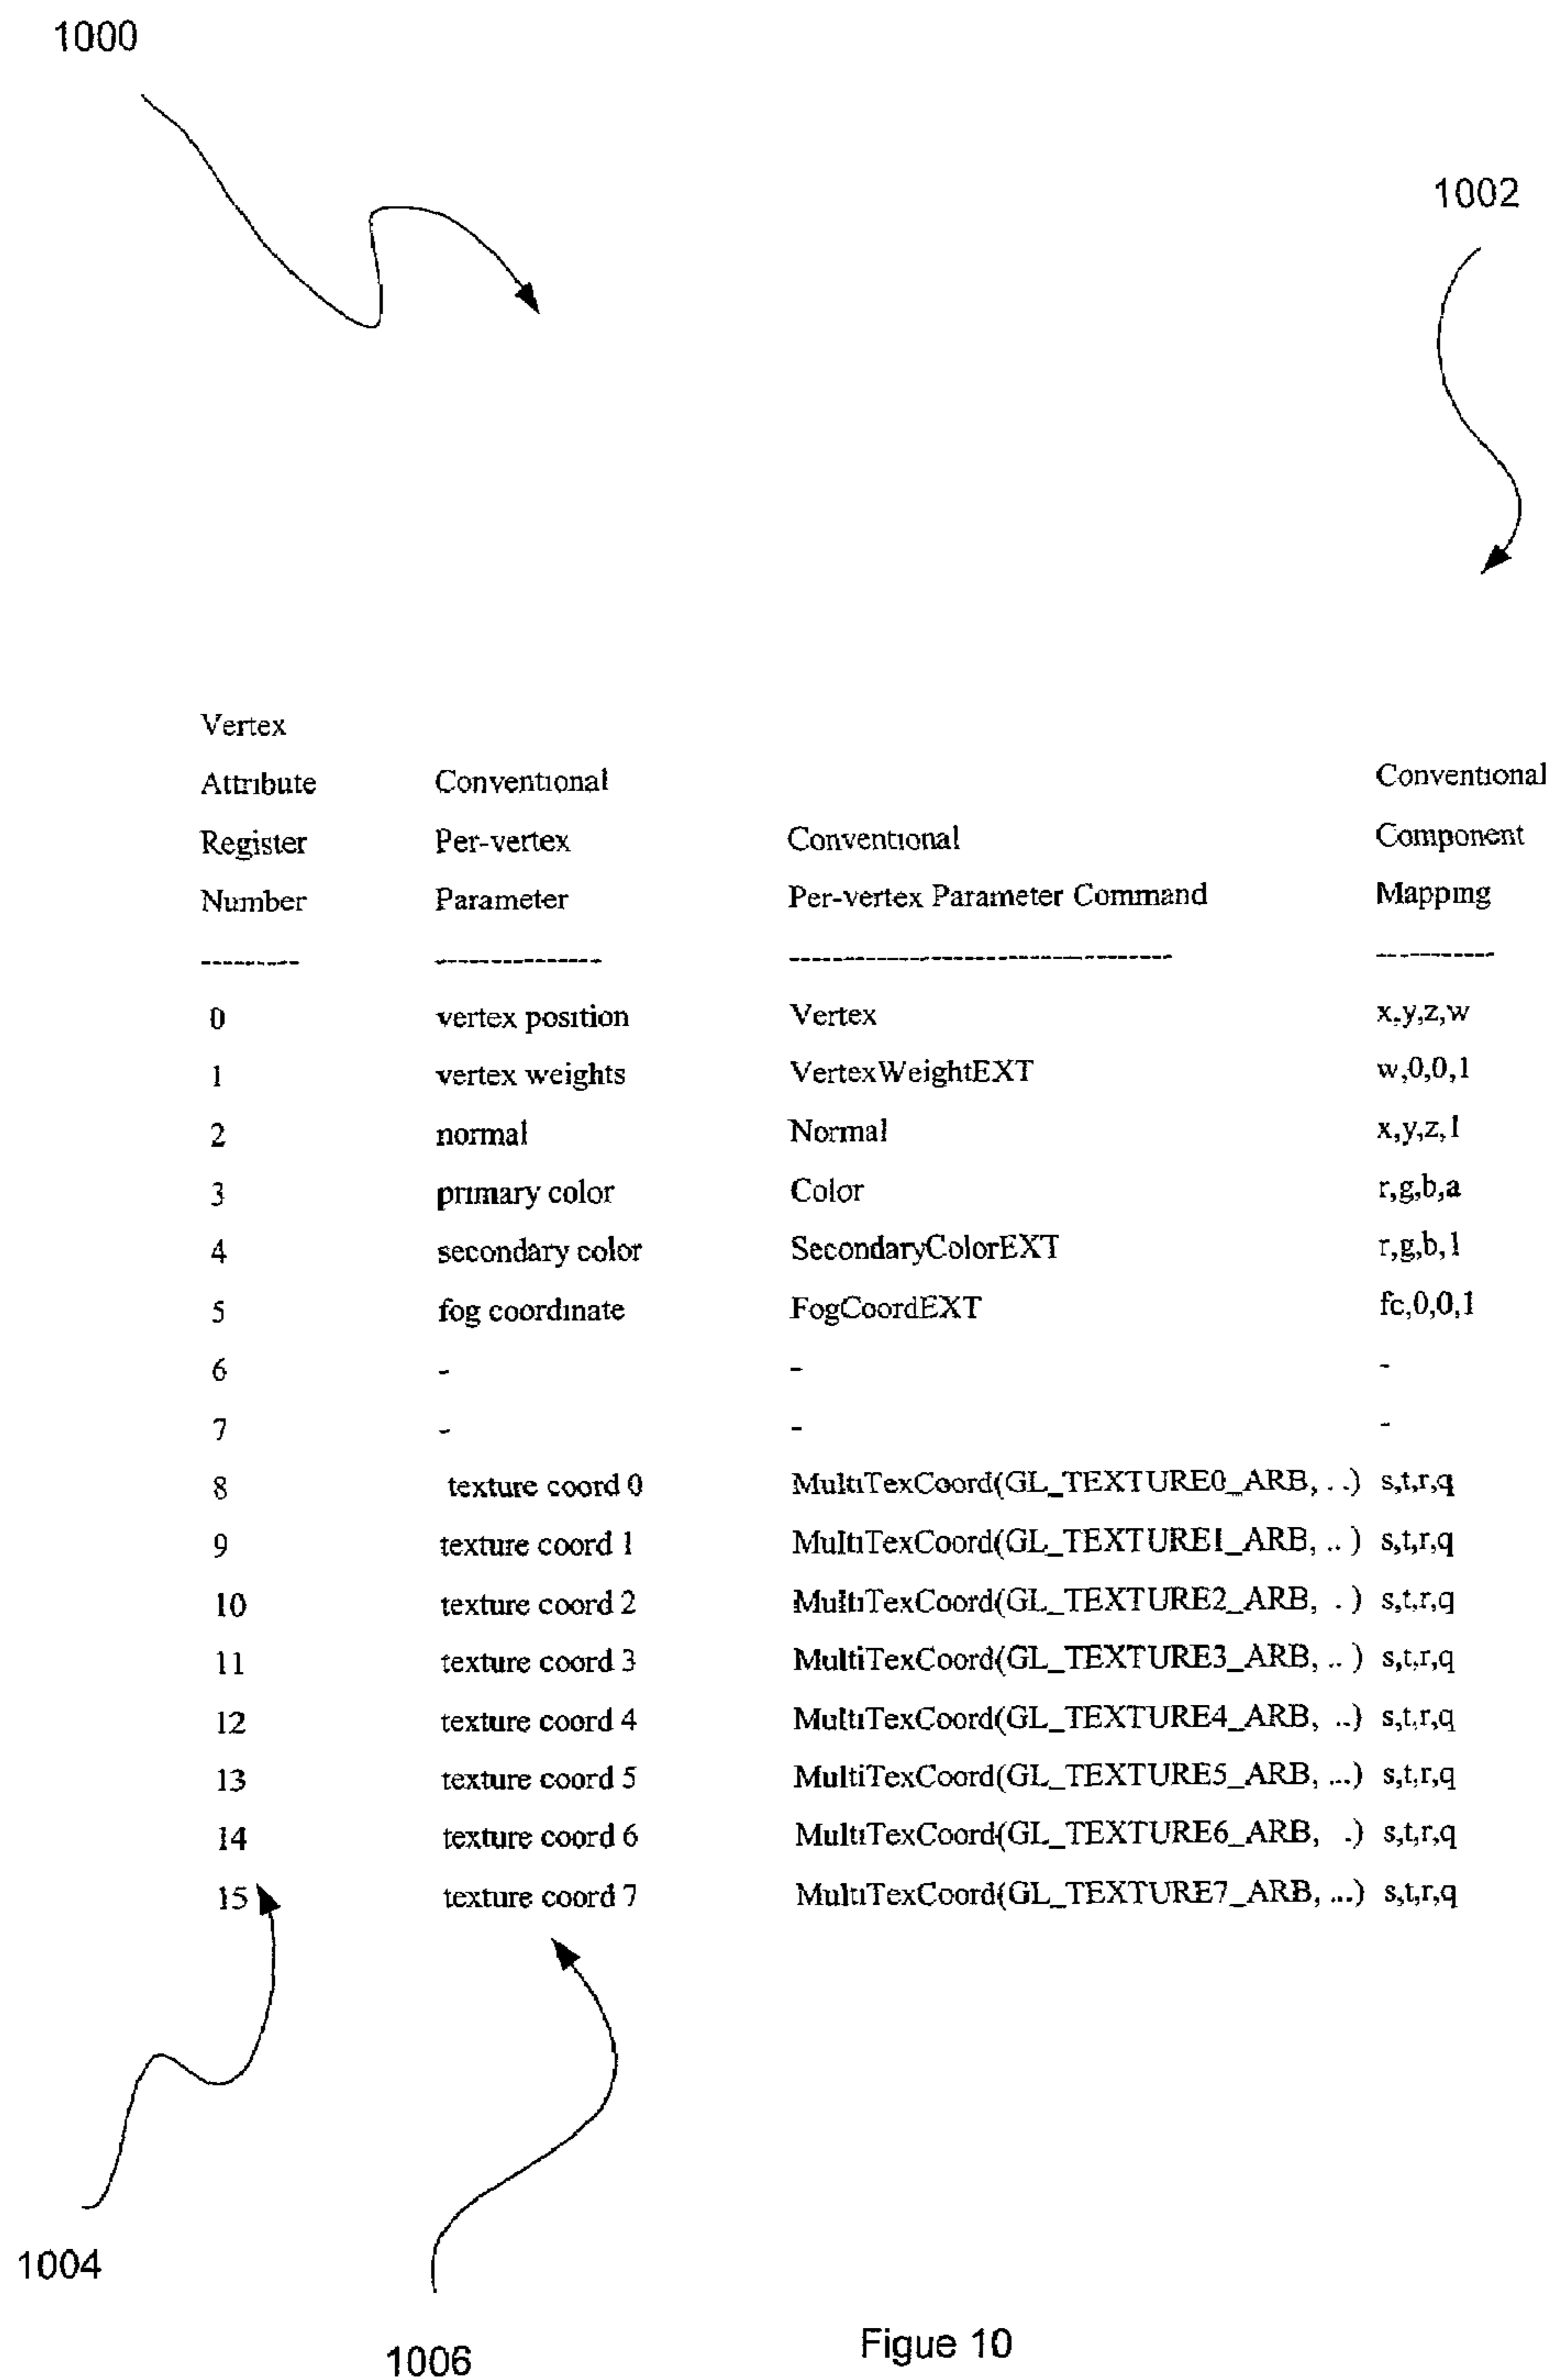 1000
1002
Vertex
Attribute Conventional Conventional
Register Per-vertex Conventional Component
Number Parameter Per-vertex Parameter Command Mapping
--------- --------------- ----------------------------------- -----------
0 vertex position Vertex x,y,z,w
1 vertex weights VertexWeightEXT w,0,0,1
2 normal Normal x,y,z,1
3 primary color Color r,g,b,a
4 secondary color SecondaryColorEXT r,g,b,1
5 fog coordinate FogCoordEXT fc,0,0,1
6 - - -
7 - - -
8 texture coord 0 MultiTexCoord(GL_TEXTURE0_ARB, ...) s,t,r,q
9 texture coord 1 MultiTexCoord(GL_TEXTURE1_ARB, ...) s,t,r,q
10 texture coord 2 MultiTexCoord(GL_TEXTURE2_ARB, ...) s,t,r,q
11 texture coord 3 MultiTexCoord(GL_TEXTURE3_ARB, ...) s,t,r,q
12 texture coord 4 MultiTexCoord(GL_TEXTURE4_ARB, ...) s,t,r,q
13 texture coord 5 MultiTexCoord(GL_TEXTURE5_ARB, ...) s,t,r,q
14 texture coord 6 MultiTexCoord(GL_TEXTURE6_ARB, ...) s,t,r,q
15 texture coord 7 MultiTexCoord(GL_TEXTURE7_ARB, ...) s,t,r,q
1004
1006
Figue 10